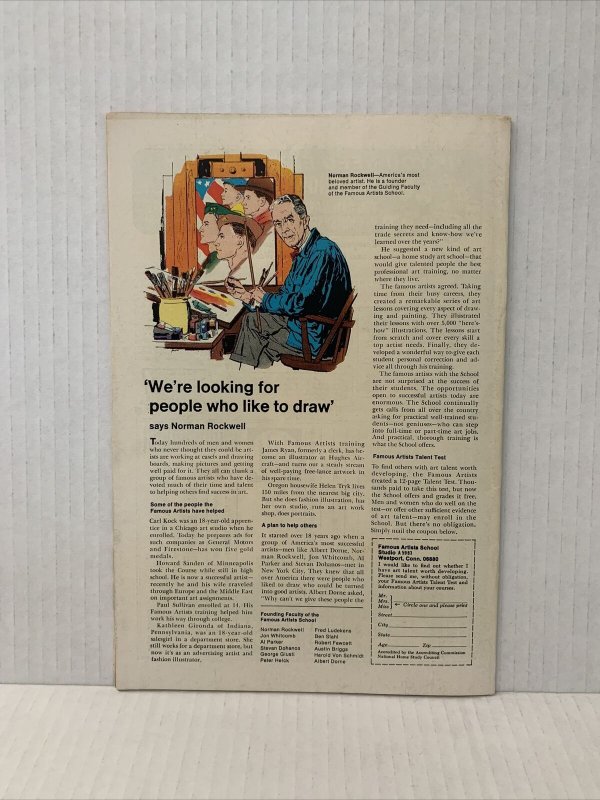 Norman Rockwell—America's most
beloved artist. He is a founder
and member of the Guiding Faculty
of the Famous Artists School.
'We're looking for
people who like to draw'
says Norman Rockwell
Today hundreds of men and women
who never thought they could be art-
ists are working at easels and drawing
boards, making pictures and getting
well paid for it. They all can thank a
group of famous artists who have de-
voted much of their time and talent
to helping others find success in art.
Some of the people the
Famous Artists have helped
Carl Kock was an 18-year-old appren-
tice in a Chicago art studio when he
enrolled. Today he prepares ads for
such companies as General Motors
and Firestone—has won five gold
medals.
Howard Sanden of Minneapolis
took the Course while still in high
school. He is now a successful artist—
recently he and his wife traveled
through Europe and the Middle East
on important art assignments.
Paul Sullivan enrolled at 14. His
Famous Artists training helped him
work his way through college.
Kathleen Gironda of Indiana,
Pennsylvania, was an 18-year-old
salesgirl in a department store. She
still works for a department store, but
now it's as an advertising artist and
fashion illustrator.
With Famous Artists training
James Ryan, formerly a clerk, has be-
come an illustrator at Hughes Air-
craft—and turns out a steady stream
of well-paying free-lance artwork in
his spare time.
Oregon housewife Helen Tryk lives
150 miles from the nearest big city.
But she does fashion illustration, has
her own studio, runs an art work
shop, does portraits.
A plan to help others
It started over 18 years ago when a
group of America's most successful
artists—men like Albert Dorne, Nor-
man Rockwell, Jon Whitcomb, Al
Parker and Stevan Dohanos—met in
New York City. They knew that all
over America there were people who
liked to draw who could be turned
into good artists. Albert Dorne asked,
"Why can't we give these people the
Founding Faculty of the
Famous Artists School
Norman Rockwell
Jon Whitcomb
Al Parker
Stevan Dohanos
George Giusti
Peter Helck
Fred Ludekens
Ben Stahl
Robert Fawcett
Austin Briggs
Harold Von Schmidt
Albert Dorne
training they need—including all the
trade secrets and know-how we've
learned over the years?"
He suggested a new kind of art
school—a home study art school—that
would give talented people the best
professional art training, no matter
where they live.
The famous artists agreed. Taking
time from their busy careers, they
created a remarkable series of art
lessons covering every aspect of draw-
ing and painting. They illustrated
their lessons with over 5,000 "here's-
how" illustrations. The lessons start
from scratch and cover every skill a
top artist needs. Finally, they de-
veloped a wonderful way to give each
student personal correction and ad-
vice all through his training.
The famous artists with the School
are not surprised at the success of
their students. The opportunities
open to successful artists today are
enormous. The School continually
gets calls from all over the country
asking for practical well-trained stu-
dents—not geniuses—who can step
into full-time or part-time art jobs.
And practical, thorough training is
what the School offers.
Famous Artists Talent Test
To find others with art talent worth
developing, the Famous Artists
created a 12-page Talent Test. Thou-
sands paid to take this test, but now
the School offers and grades it free.
Men and women who do well on the
test—or offer other sufficient evidence
of art talent—may enroll in the
School. But there's no obligation.
Simply mail the coupon below.
Famous Artists School
Studio
Westport, Conn. 06880
I would like to find out whether I
have art talent worth developing.
Please send me, without obligation,
your Famous Artists Talent Test and
information about your courses.
Mr.
Mrs.
Miss ← Circle one and please print
Street
City
State
Age Zip
Accredited by the Accrediting Commission
National Home Study Council